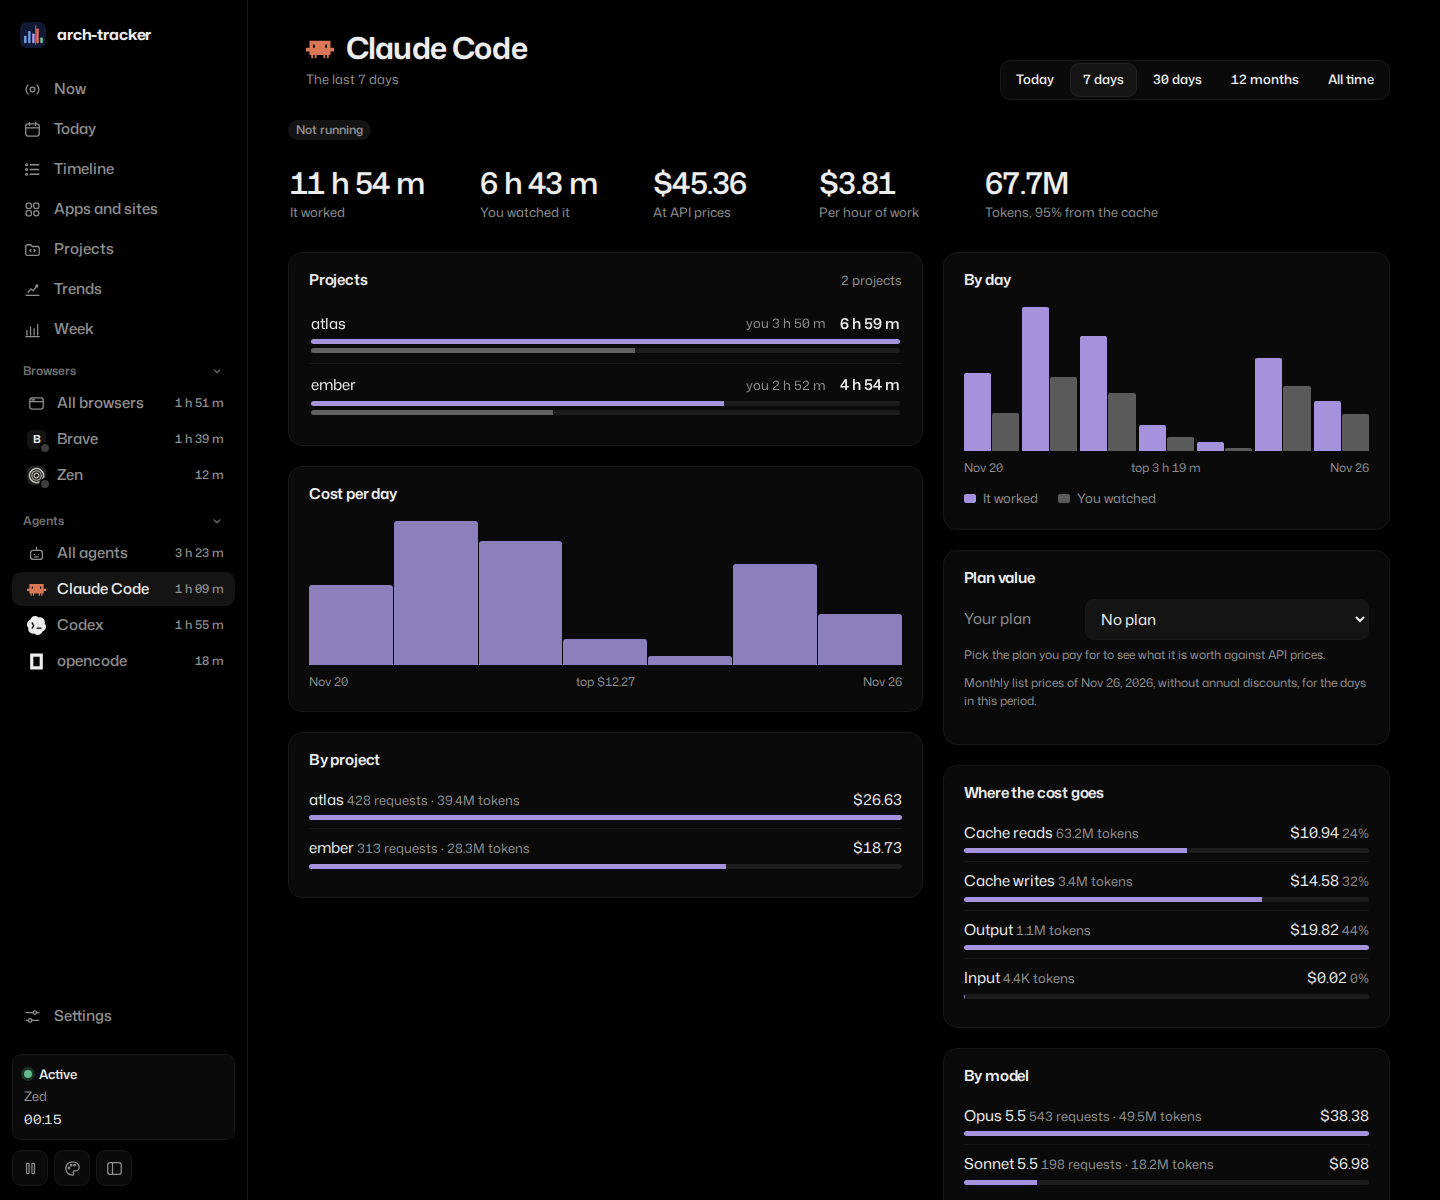 arch-tracker
Now
Today
Timeline
Apps and sites
Projects
Trends
Week
Browsers
All browsers 1 h 51 m
B Brave 1 h 39 m
Zen 12 m
Agents
All agents 3 h 23 m
Claude Code 1 h 09 m
Codex 1 h 55 m
opencode 18 m
Settings
Active
Zed
00:15
Claude Code
The last 7 days
Today 7 days 30 days 12 months All time
Not running
11 h 54 m 6 h 43 m $45.36 $3.81 67.7M
It worked You watched it At API prices Per hour of work Tokens, 95% from the cache
Projects 2 projects
atlas you 3 h 50 m 6 h 59 m
ember you 2 h 52 m 4 h 54 m
Cost per day
Nov 20 top $12.27 Nov 26
By project
atlas 428 requests · 39.4M tokens $26.63
ember 313 requests · 28.3M tokens $18.73
By day
Nov 20 top 3 h 19 m Nov 26
It worked You watched
Plan value
Your plan No plan
Pick the plan you pay for to see what it is worth against API prices.
Monthly list prices of Nov 26, 2026, without annual discounts, for the days
in this period.
Where the cost goes
Cache reads 63.2M tokens $10.94 24%
Cache writes 3.4M tokens $14.58 32%
Output 1.1M tokens $19.82 44%
Input 4.4K tokens $0.02 0%
By model
Opus 5.5 543 requests · 49.5M tokens $38.38
Sonnet 5.5 198 requests · 18.2M tokens $6.98